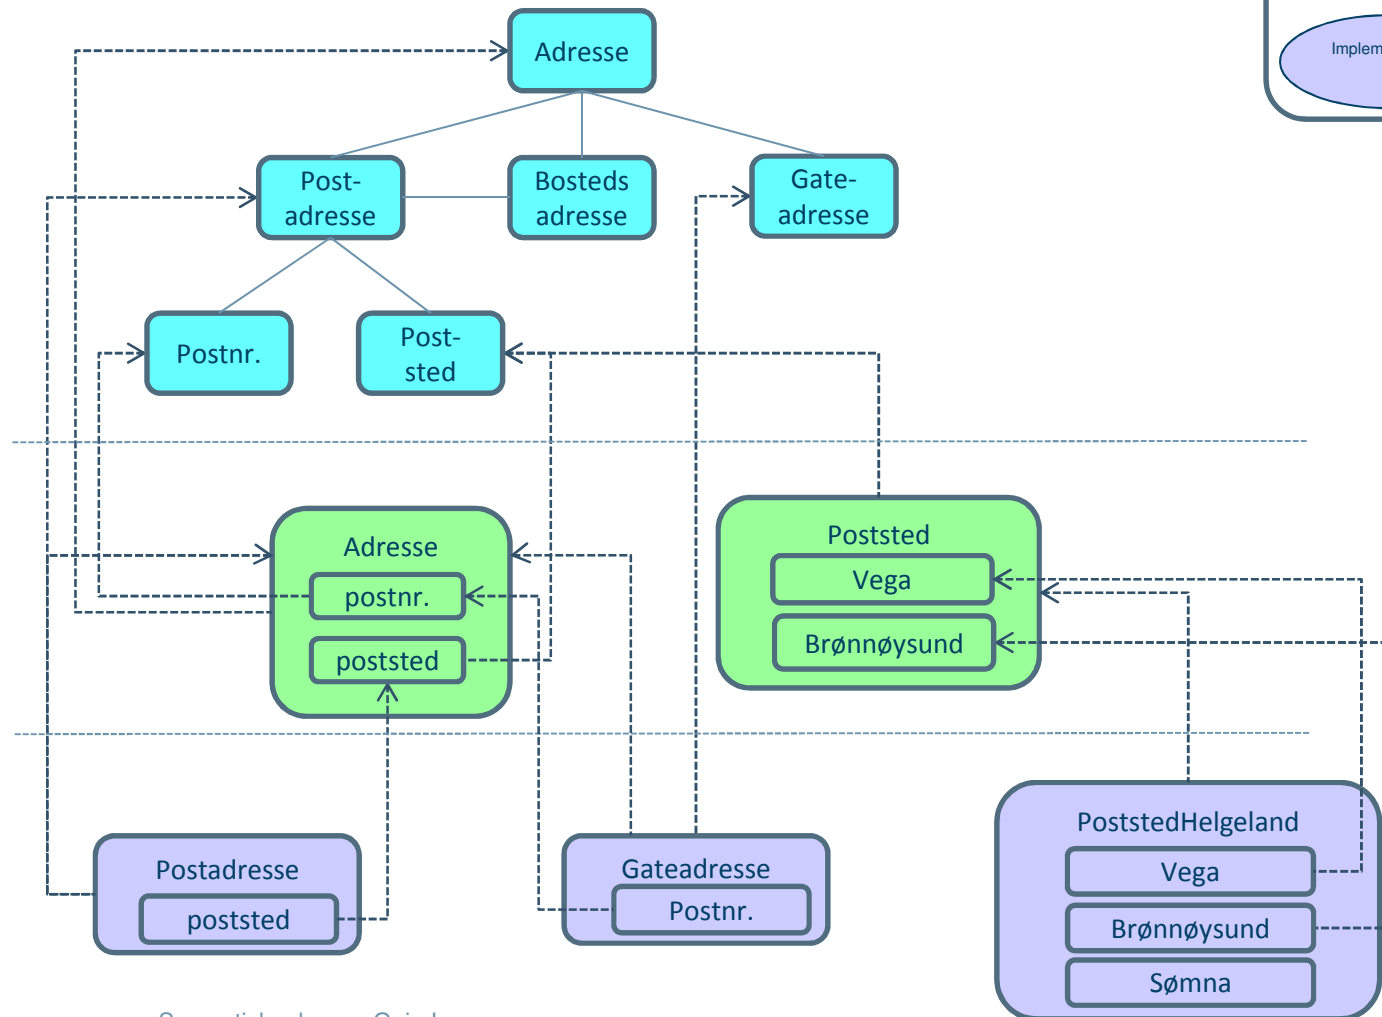 Adresse
Implem
Post-
adresse
Bosteds
adresse
Gate-
adresse
Postnr.
Post-
sted
Adresse
postnr.
poststed
Poststed
Vega
Brønnøysund
Postadresse
poststed
Gateadresse
Postnr.
PoststedHelgeland
Vega
Brønnøysund
Sømna